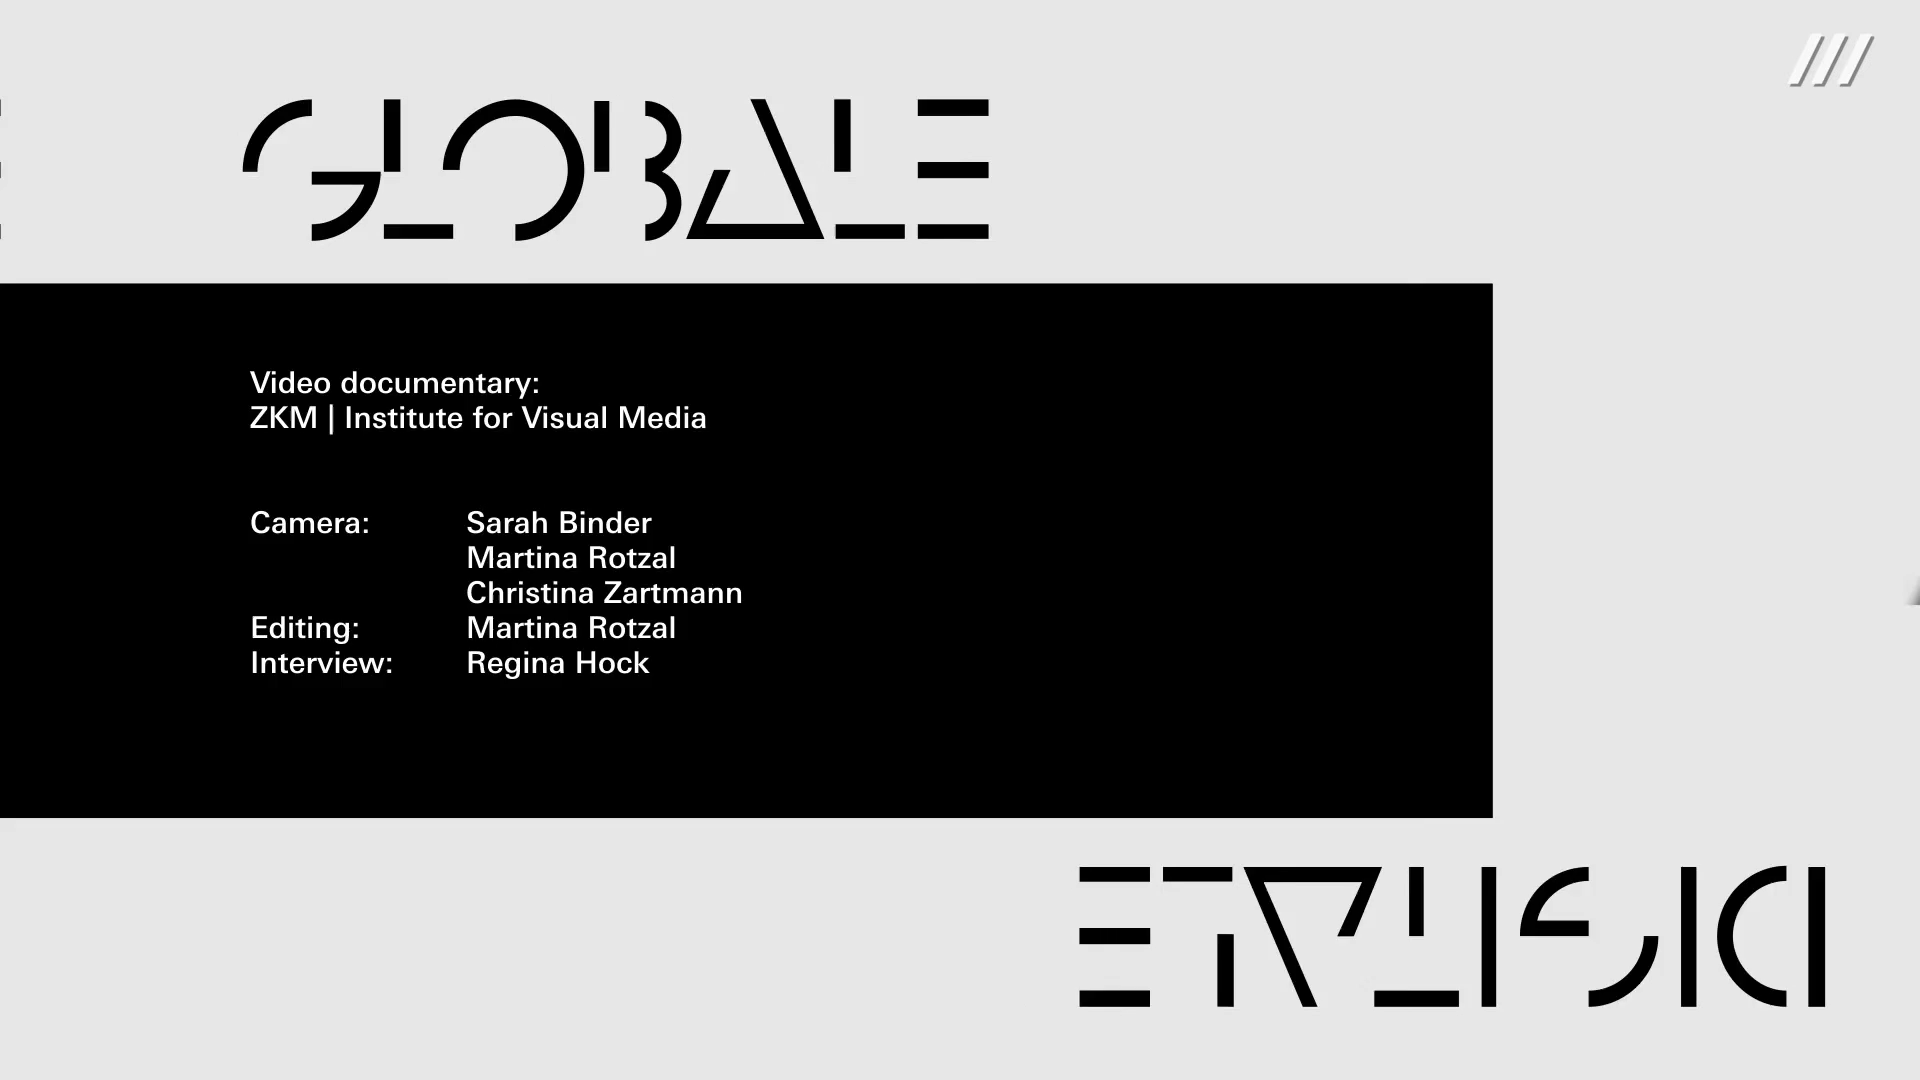 GLOBALE
Video documentary:
ZKM | Institute for Visual Media
Camera: Sarah Binder
Martina Rotzal
Christina Zartmann
Editing: Martina Rotzal
Interview: Regina Hock
DIGITALE